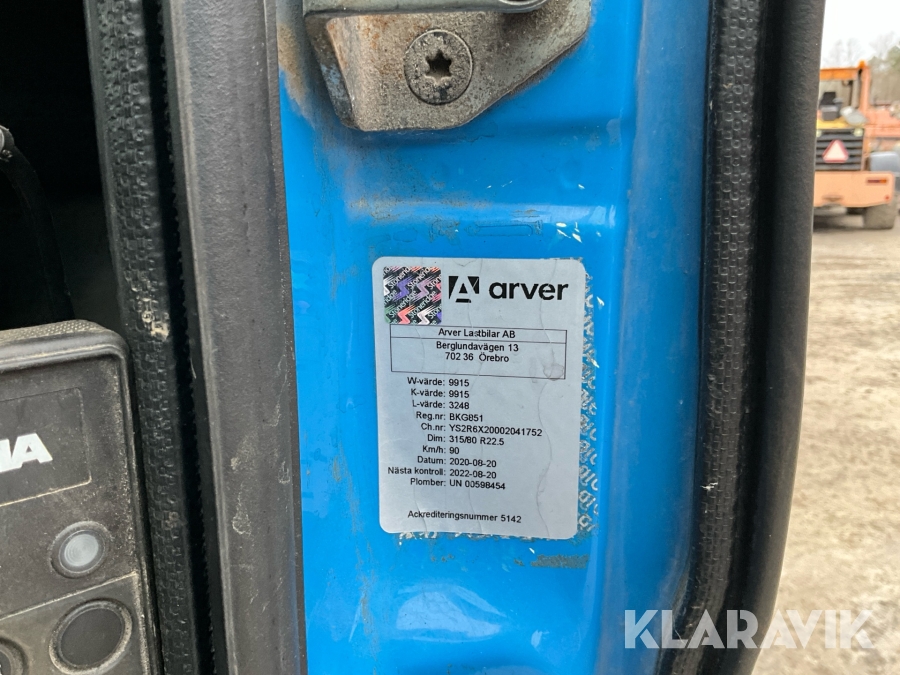 arver
Arver Lastbilar AB
Berglundavägen 13
702 36 Örebro
W-värde: 9915
K-värde: 9915
L-värde: 3248
Reg.nr: BKG851
Ch.nr: YS2R6X20002041752
Dim: 315/80 R22.5
Km/h: 90
Datum: 2020-08-20
Nästa kontroll: 2022-08-20
Plomber: UN 00598454
Ackrediteringsnummer 5142
KLARAVIK